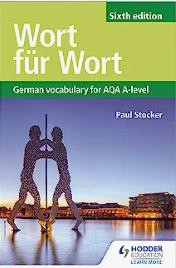 Sixth edition
Wort
für Wort
German vocabulary for AQA A-level
Paul Stocker
HODDER
EDUCATION
LEARN MORE